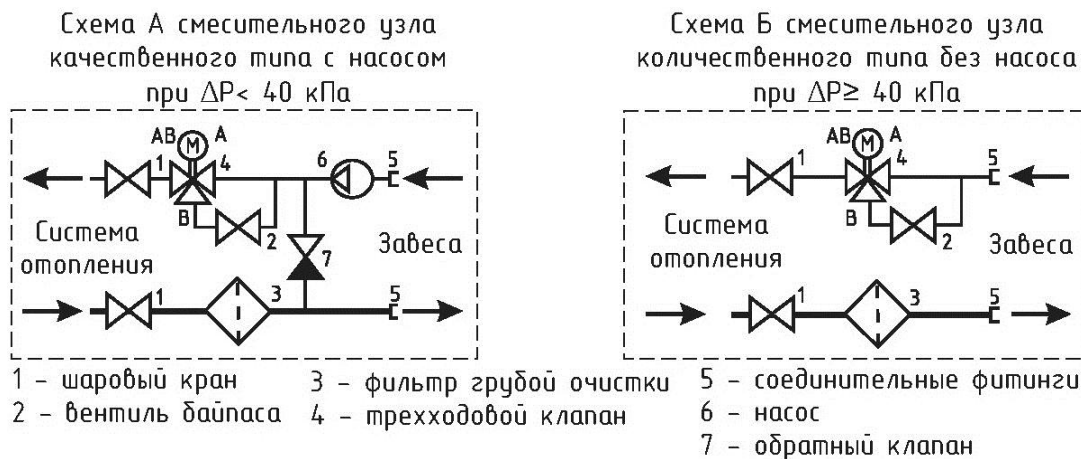 Схема А смесительного узла
качественного типа с насосом
при ΔP< 40 кПа
АВ М А
1 4 6 5
В
2
Система
отопления
7
Завеса
1 3 5
Схема Б смесительного узла
количественного типа без насоса
при ΔP≥ 40 кПа
АВ М А
1 4 5
В
2
Система
отопления
Завеса
1 3 5
1 - шаровый кран
2 - вентиль байпаса
3 - фильтр грубой очистки
4 - трехходовой клапан
5 - соединительные фитинги
6 - насос
7 - обратный клапан